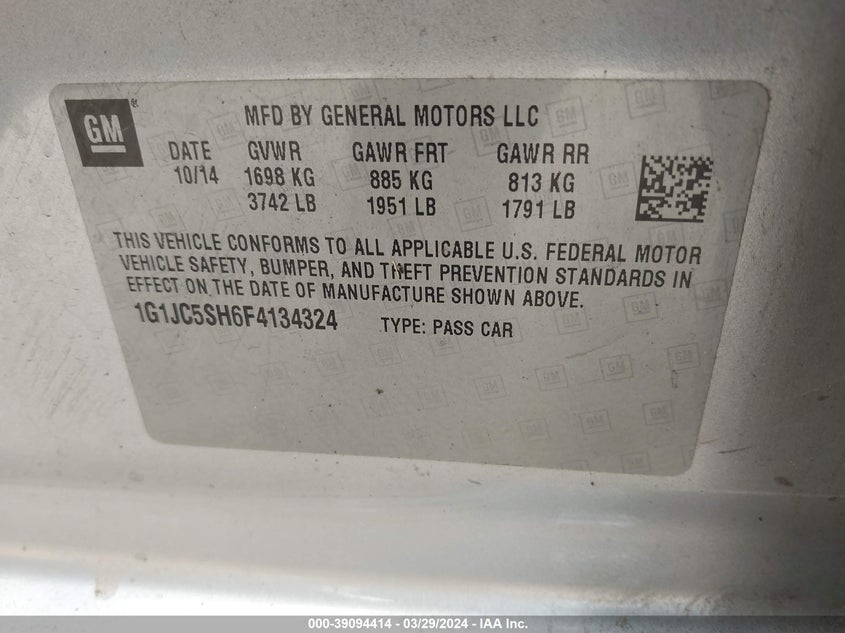 GM ®
MFD BY GENERAL MOTORS LLC
DATE GVWR GAWR FRT GAWR RR
10/14 1698 KG 885 KG 813 KG
3742 LB 1951 LB 1791 LB
THIS VEHICLE CONFORMS TO ALL APPLICABLE U.S. FEDERAL MOTOR
VEHICLE SAFETY, BUMPER, AND THEFT PREVENTION STANDARDS IN
EFFECT ON THE DATE OF MANUFACTURE SHOWN ABOVE.
1G1JC5SH6F4134324 TYPE: PASS CAR
000-39094414 - 03/29/2024 - IAA Inc.